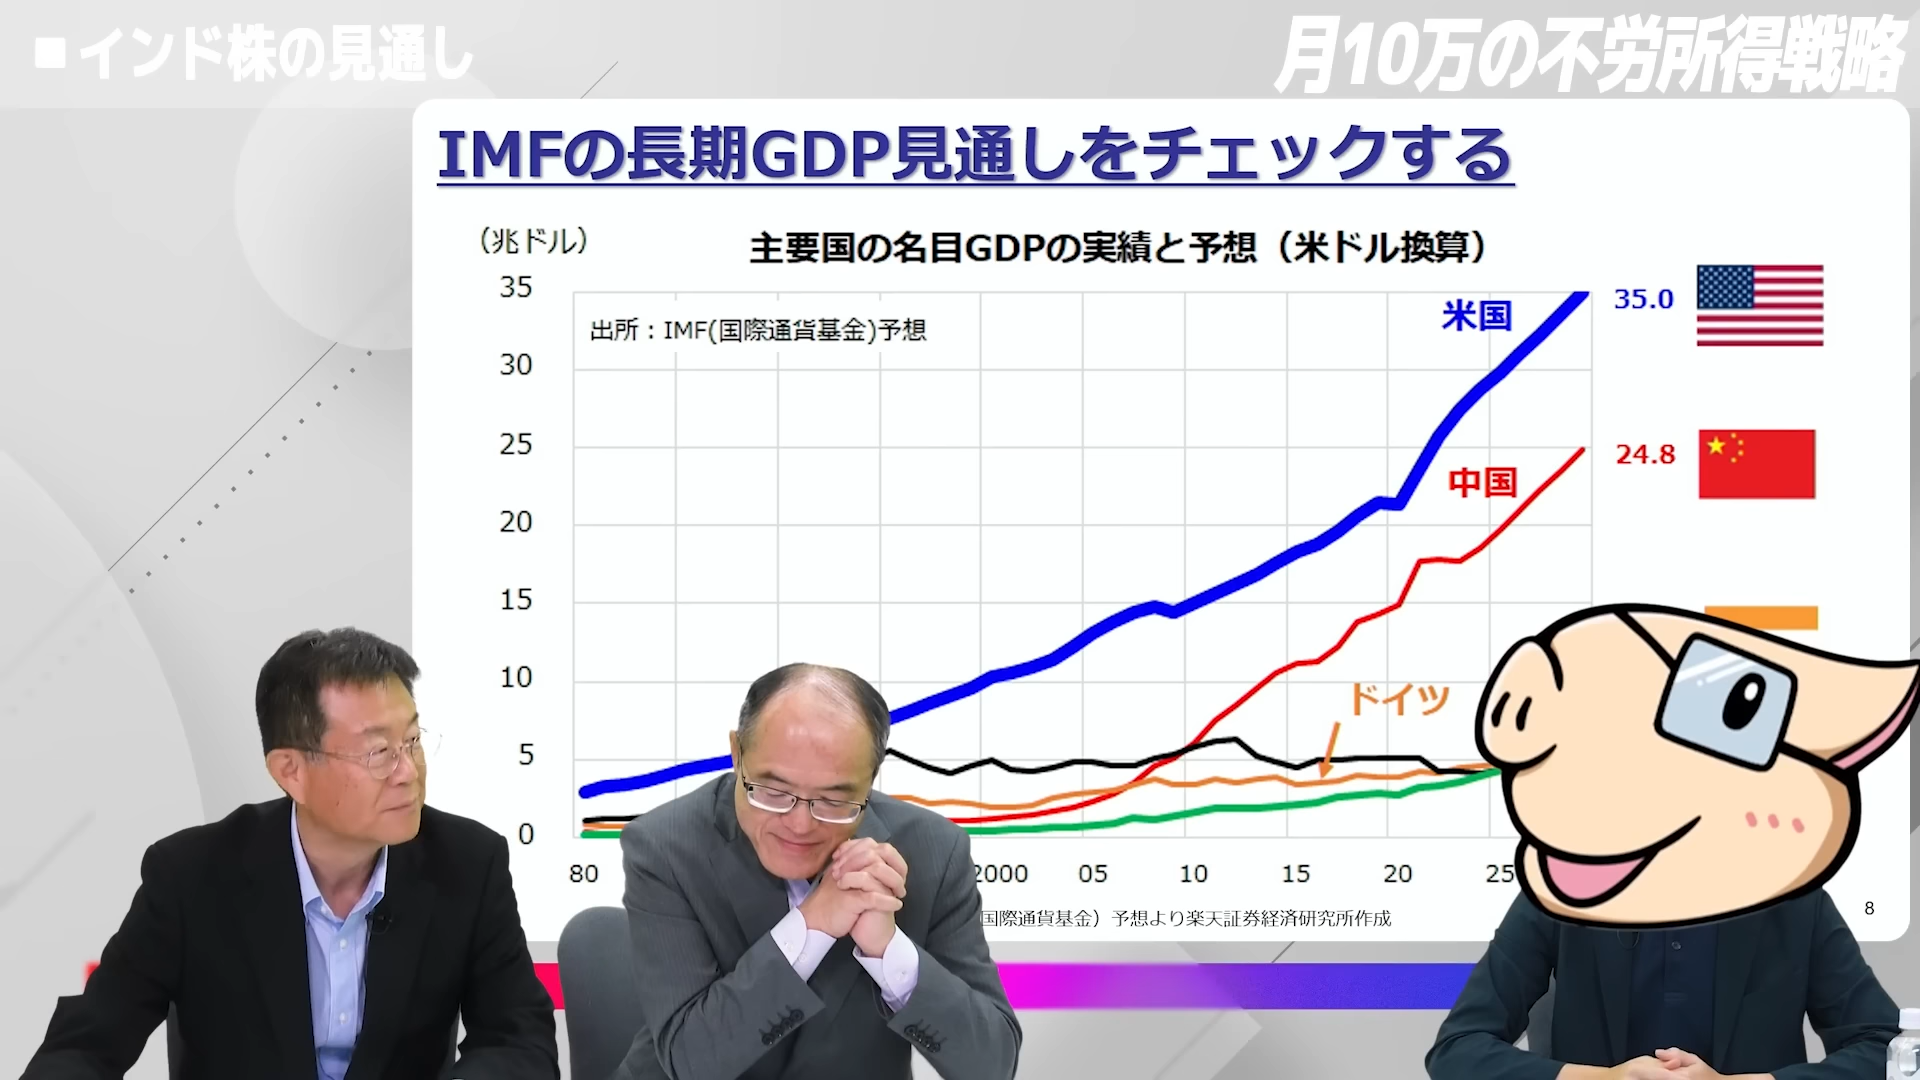 ■インド株の見通し
月10万の不労所得戦略
IMFの長期GDP見通しをチェックする
（兆ドル）
主要国の名目GDPの実績と予想（米ドル換算）
35
30
25
20
15
10
5
0
出所：IMF(国際通貨基金)予想
米国
35.0
中国
24.8
ドイツ
80
2000
05
10
15
20
25
国際通貨基金）予想より楽天証券経済研究所作成
8